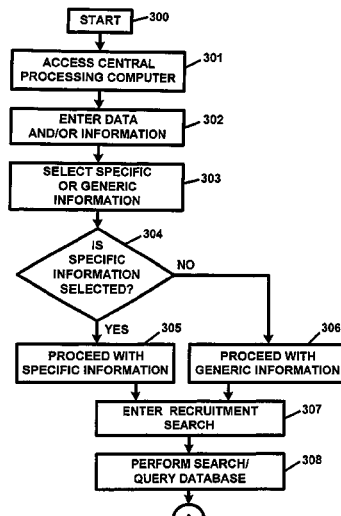 START
300
ACCESS CENTRAL
PROCESSING COMPUTER
301
ENTER DATA
AND/OR INFORMATION
302
SELECT SPECIFIC
OR GENERIC
INFORMATION
303
304
IS
SPECIFIC
INFORMATION
SELECTED?
NO
YES
305
306
PROCEED WITH
SPECIFIC INFORMATION
PROCEED WITH
GENERIC INFORMATION
ENTER RECRUITMENT
SEARCH
307
PERFORM SEARCH/
QUERY DATABASE
308